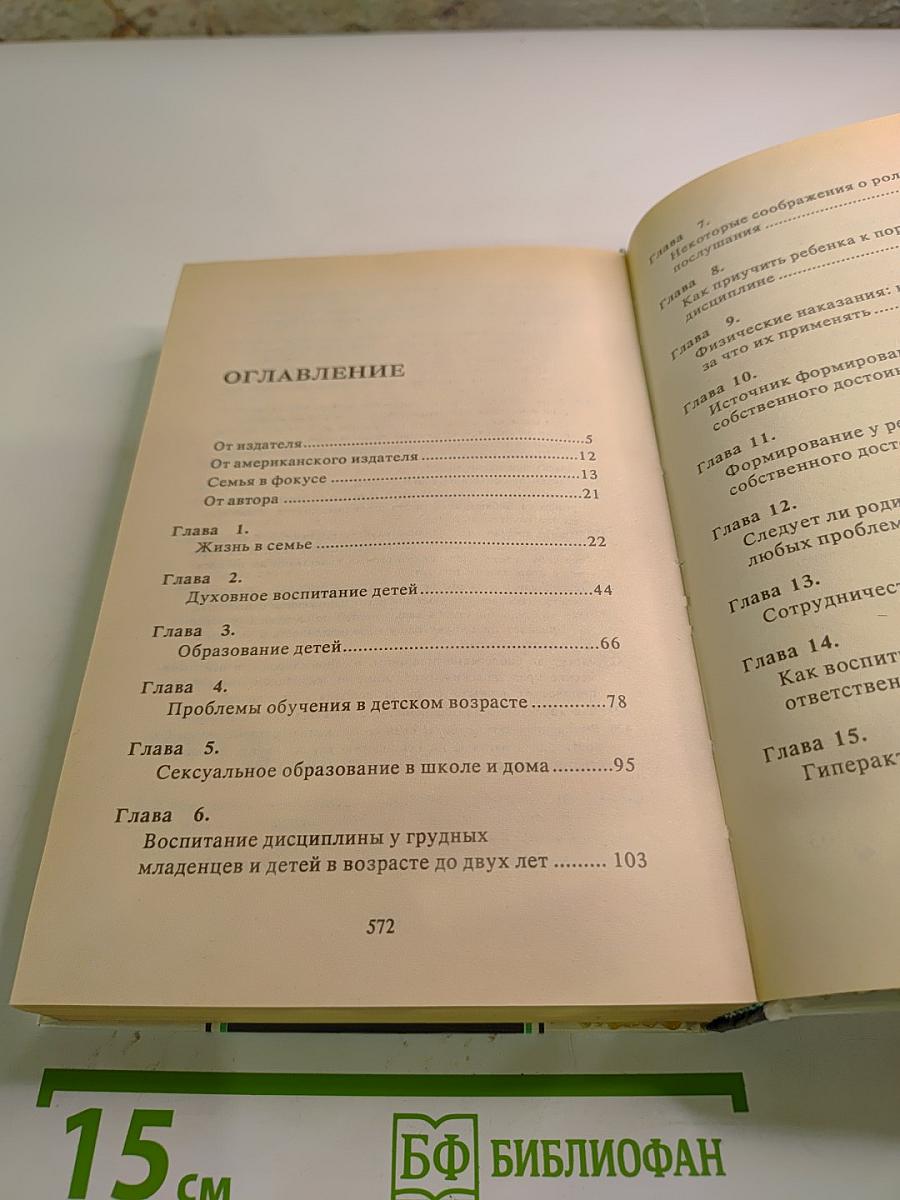 ОГЛАВЛЕНИЕ
От издателя....................................................5
От американского издателя ............................12
Семья в фокусе ..............................................13
От автора .......................................................21
Глава 1.
Жизнь в семье ................................................22
Глава 2.
Духовное воспитание детей..............................44
Глава 3.
Образование детей...........................................66
Глава 4.
Проблемы обучения в детском возрасте .............78
Глава 5.
Сексуальное образование в школе и дома ..........95
Глава 6.
Воспитание дисциплины у грудных
младенцев и детей в возрасте до двух лет ......... 103
572
Глава 7.
Некоторые соображения о рол
послушания ..................
Глава 8.
Как приучить ребенка к пор
дисциплине ..................
Глава 9.
Физические наказания:
за что их применять ......
Глава 10.
Источник формирован
собственного достоин
Глава 11.
Формирование у ре
собственного дост
Глава 12.
Следует ли роди
любых проблем
Глава 13.
Сотрудничест
Глава 14.
Как воспит
ответствен
Глава 15.
Гиперакт
15 см
БФ БИБЛИОФАН